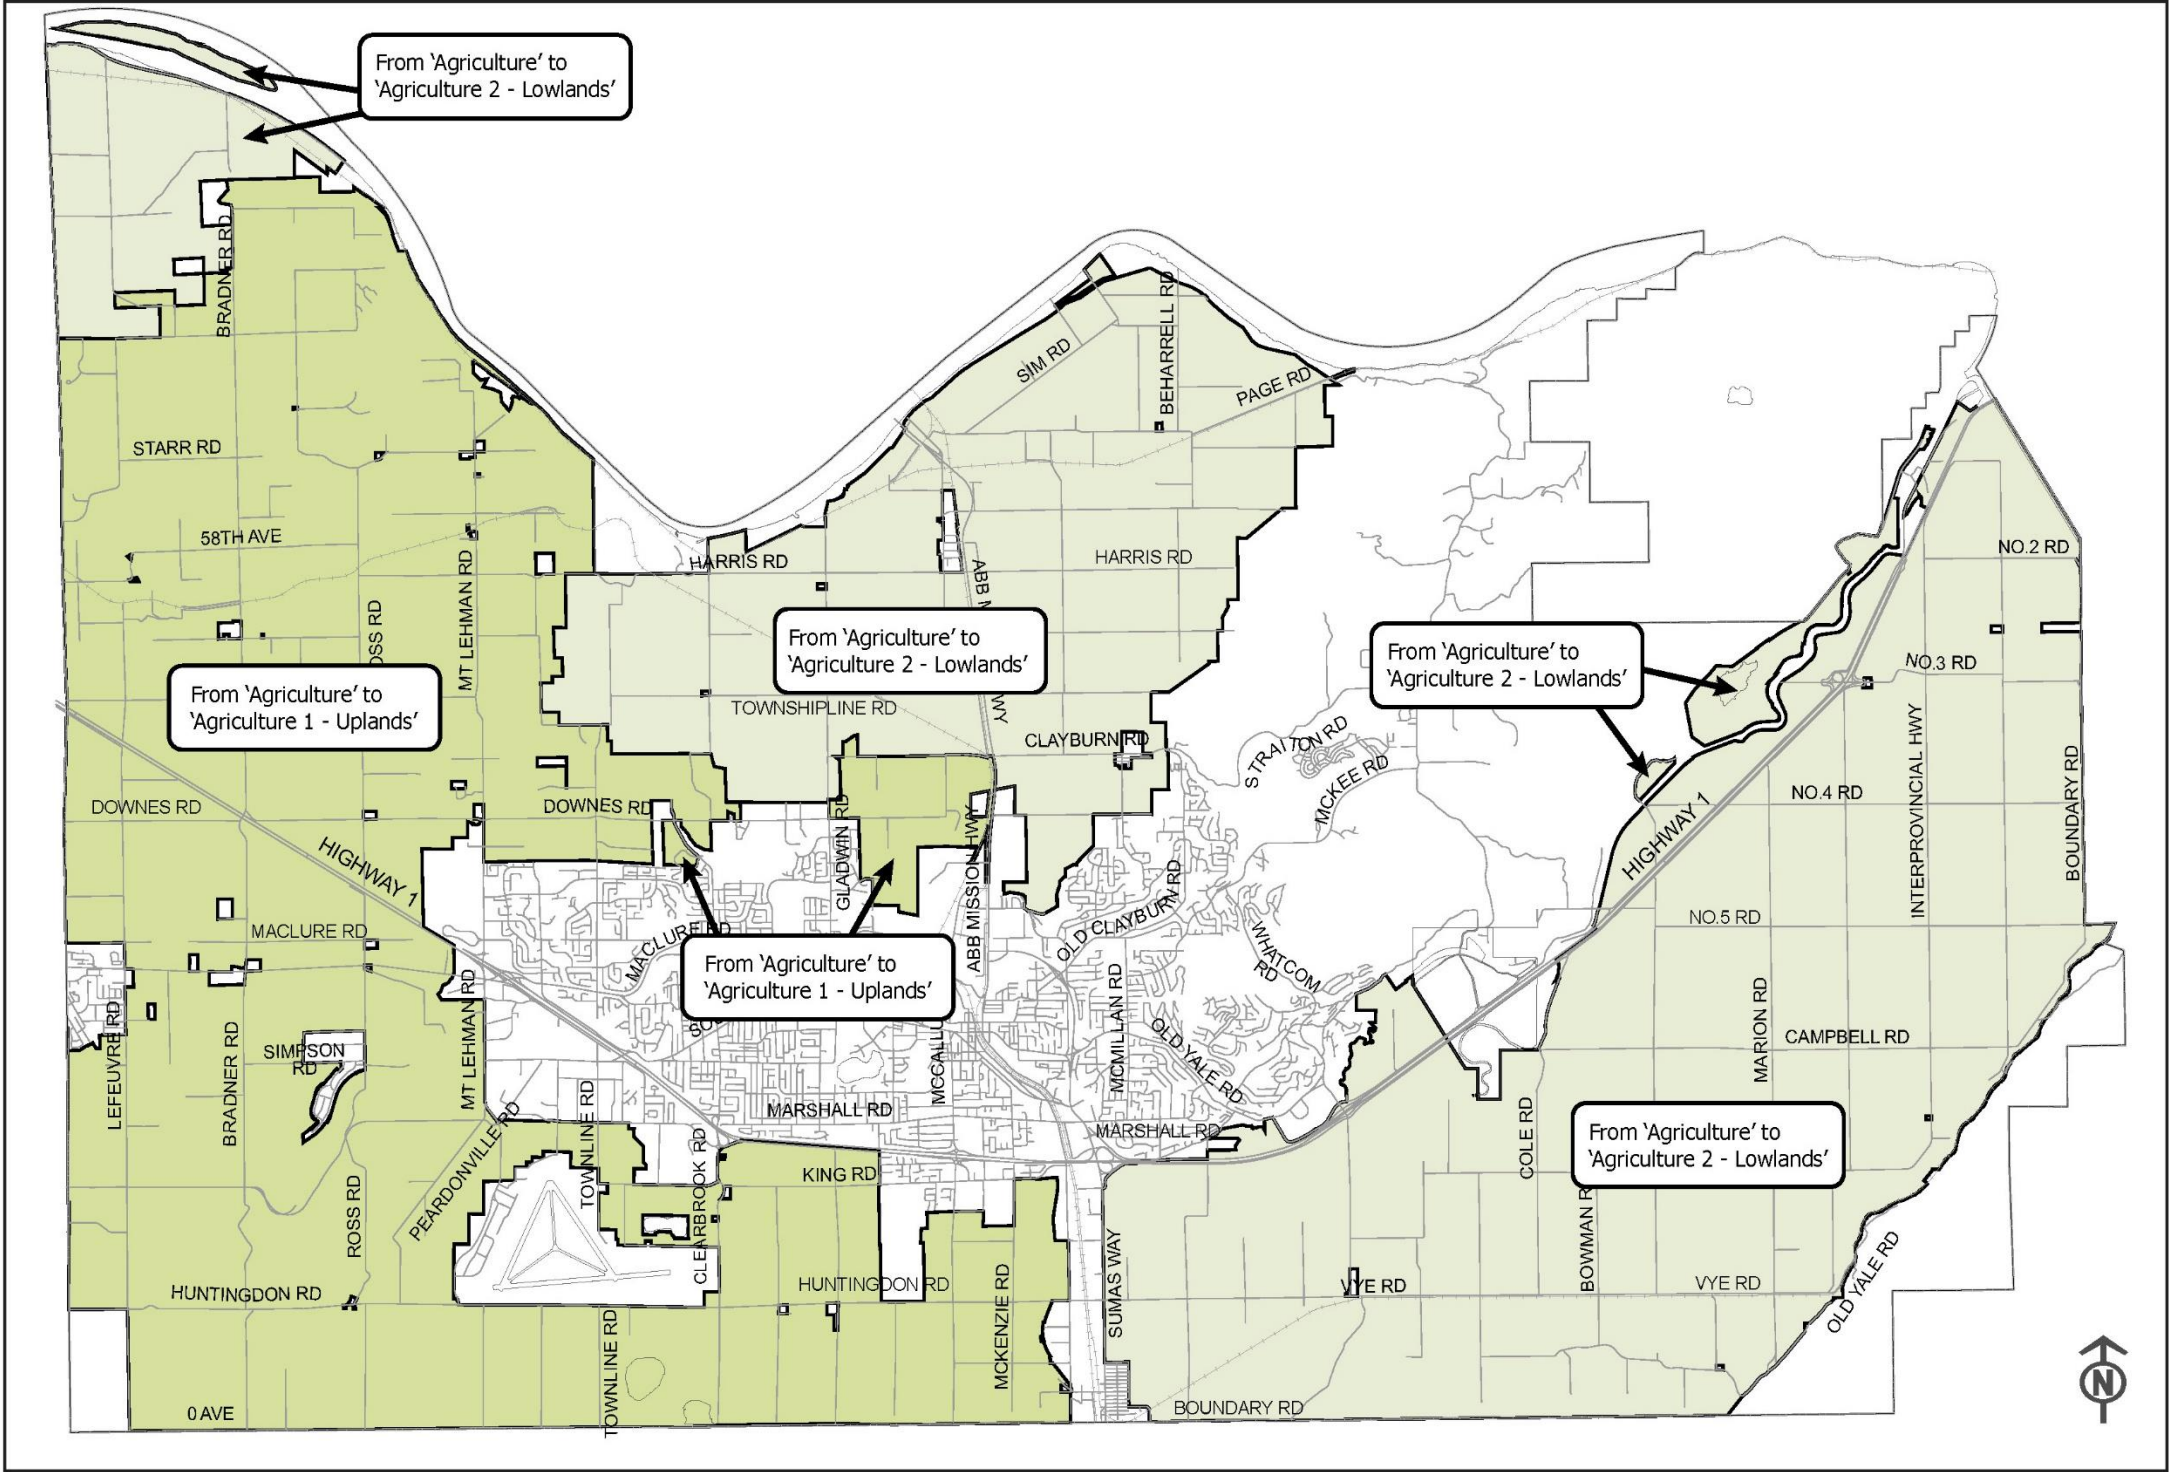 From ‘Agriculture’ to
‘Agriculture 2 - Lowlands’
BRADNER RD
SIM RD
BEHARRELL RD
PAGE RD
STARR RD
58TH AVE
HARRIS RD
HARRIS RD
NO.2 RD
MT LEHMAN RD
OSS RD
ABB M
WY
From ‘Agriculture’ to
‘Agriculture 2 - Lowlands’
From ‘Agriculture’ to
‘Agriculture 2 - Lowlands’
NO.3 RD
From ‘Agriculture’ to
‘Agriculture 1 - Uplands’
TOWNSHIPLINE RD
CLAYBURN RD
STRAITON RD
MCKEE RD
INTERPROVINCIAL HWY
BOUNDARY RD
DOWNES RD
DOWNES RD
NO.4 RD
HIGHWAY 1
HIGHWAY 1
GLADWIN RD
ABB MISSION HWY
OLD CLAYBURN RD
NO.5 RD
MACLURE RD
MACLURE RD
WHATCOM
RD
From ‘Agriculture’ to
‘Agriculture 1 - Uplands’
SOU
MCCALLU
MCMILLAN RD
OLD YALE RD
MARION RD
CAMPBELL RD
LEFEUVRE RD
BRADNER RD
SIMPSON
RD
MT LEHMAN RD
MARSHALL RD
MARSHALL RD
TOWNLINE RD
PEARDONVILLE RD
COLE RD
From ‘Agriculture’ to
‘Agriculture 2 - Lowlands’
KING RD
CLEARBROOK RD
ROSS RD
BOWMAN R
HUNTINGDON RD
HUNTINGDON RD
MCKENZIE RD
SUMAS WAY
VYE RD
VYE RD
OLD YALE RD
TOWNLINE RD
0 AVE
BOUNDARY RD
N